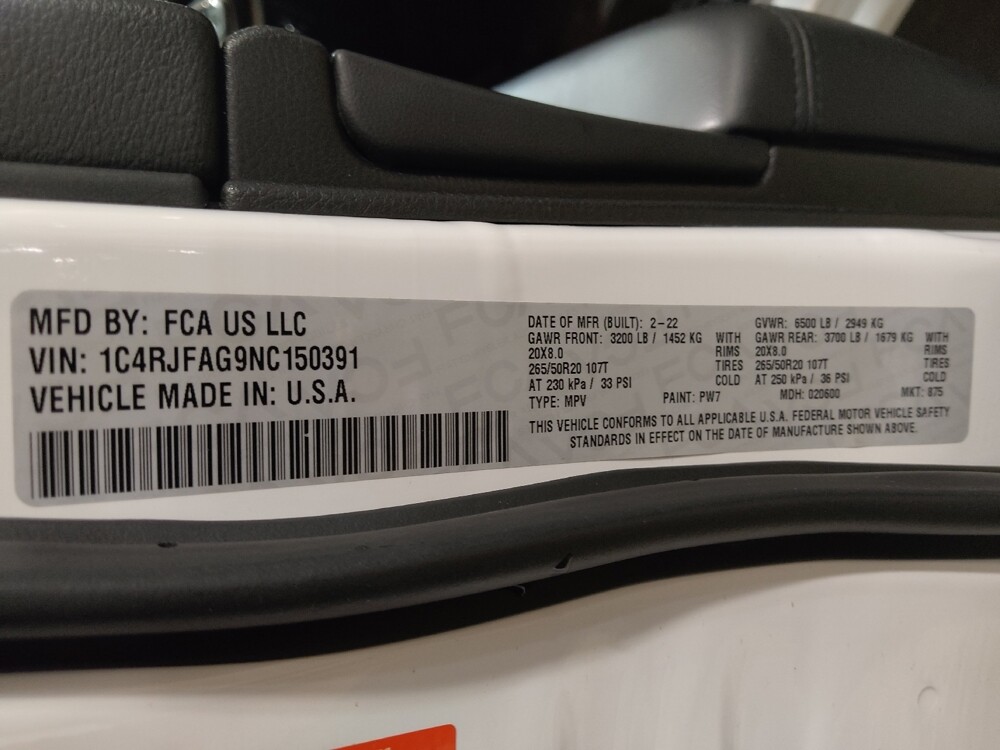 MFD BY: FCA US LLC
VIN: 1C4RJFAG9NC150391
VEHICLE MADE IN: U.S.A.
DATE OF MFR (BUILT): 2-22 GVWR: 6500 LB / 2949 KG
GAWR FRONT: 3200 LB / 1452 KG WITH GAWR REAR: 3700 LB / 1679 KG WITH
20X8.0 RIMS 20X8.0 RIMS
265/50R20 107T TIRES 265/50R20 107T TIRES
AT 230 kPa / 33 PSI COLD AT 250 kPa / 36 PSI COLD
TYPE: MPV PAINT: PW7 MDH: 020600 MKT: 875
THIS VEHICLE CONFORMS TO ALL APPLICABLE U.S.A. FEDERAL MOTOR VEHICLE SAFETY
STANDARDS IN EFFECT ON THE DATE OF MANUFACTURE SHOWN ABOVE.